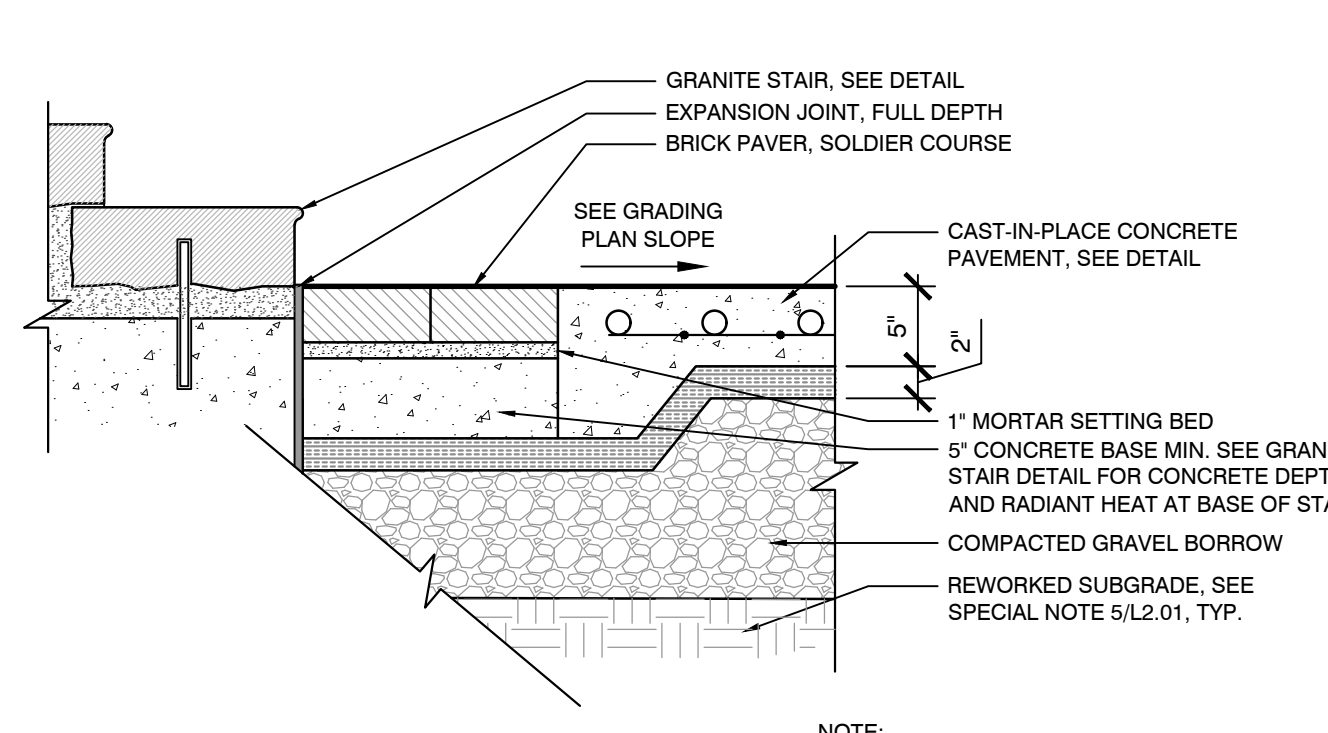 GRANITE STAIR, SEE DETAIL
EXPANSION JOINT, FULL DEPTH
BRICK PAVER, SOLDIER COURSE
SEE GRADING
PLAN SLOPE
CAST-IN-PLACE CONCRETE
PAVEMENT, SEE DETAIL
5"
2"
1" MORTAR SETTING BED
5" CONCRETE BASE MIN. SEE GRAN
STAIR DETAIL FOR CONCRETE DEPT
AND RADIANT HEAT AT BASE OF STA
COMPACTED GRAVEL BORROW
REWORKED SUBGRADE, SEE
SPECIAL NOTE 5/L2.01, TYP.
NOTE: